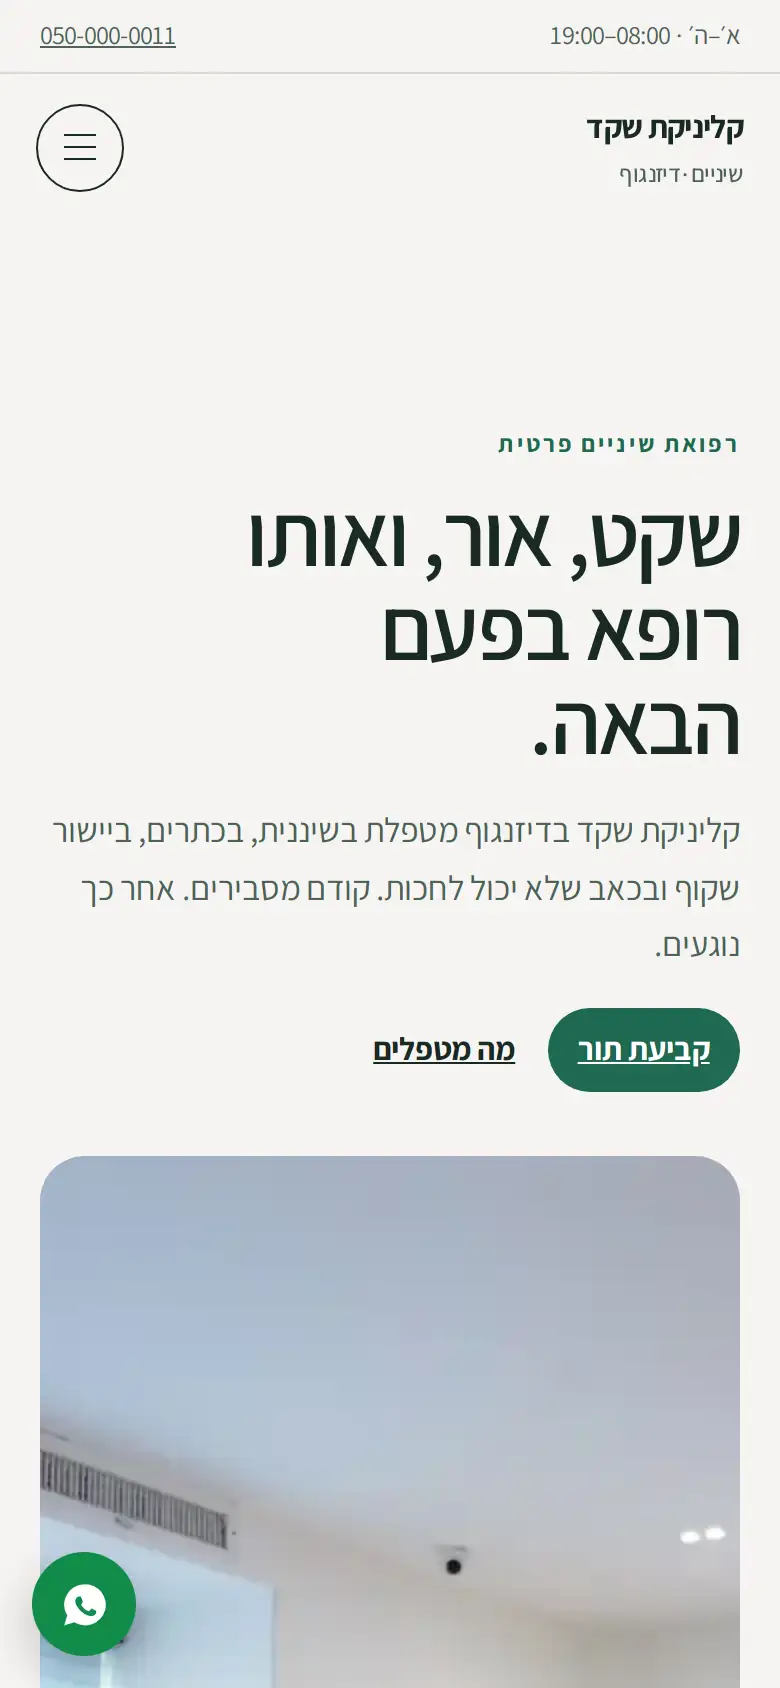 א׳–ה׳ · 08:00–19:00
050-000-0011
קליניקת שקד
שיניים · דיזנגוף
רפואת שיניים פרטית
שקט, אור, ואותו
רופא בפעם
הבאה.
קליניקת שקד בדיזנגוף מטפלת בשיננית, בכתרים, ביישור
שקוף ובכאב שלא יכול לחכות. קודם מסבירים. אחר כך
נוגעים.
קביעת תור
מה מטפלים